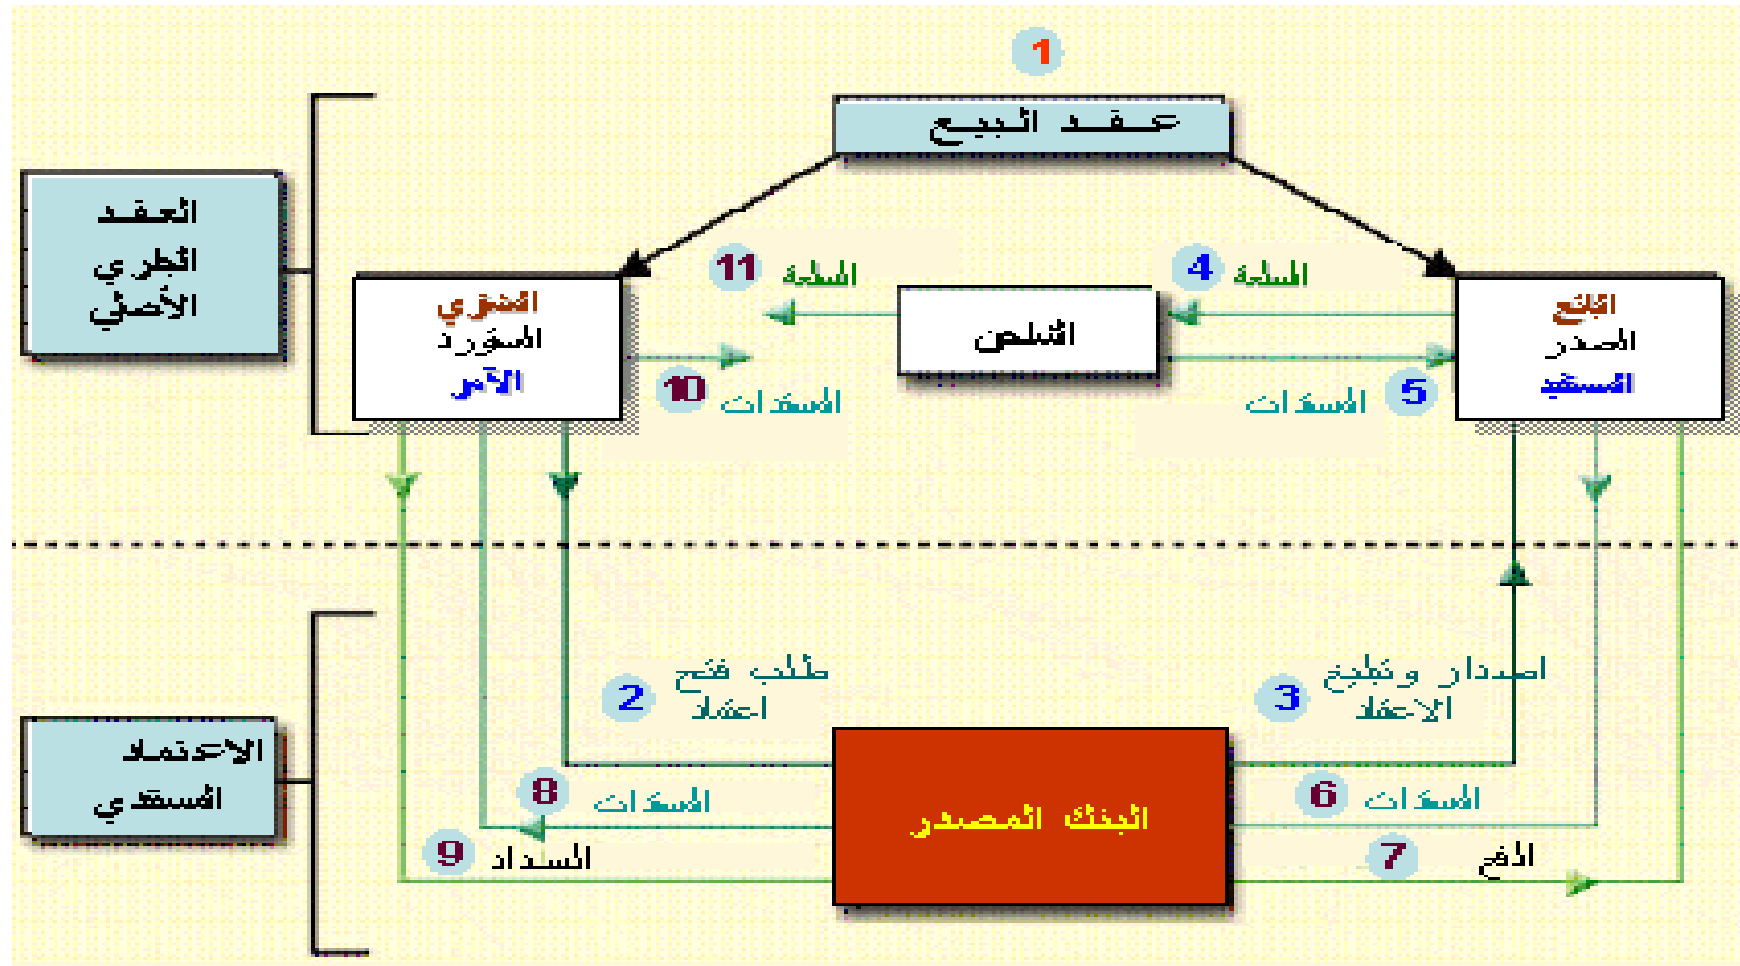 1
عقد البيع
العقد
التجاري
الأصلي
11
السلعة
4
السلعة
المشتري
المستورد
الآمر
الشاحن
البائع
المصدر
المستفيد
10
المستندات
5
المستندات
2
طلب فتح
اعتماد
3
اصدار وتبليغ
الاعتماد
الاعتماد
المستندي
8
المستندات
البنك المصدر
6
المستندات
9
السداد
7
الدفع